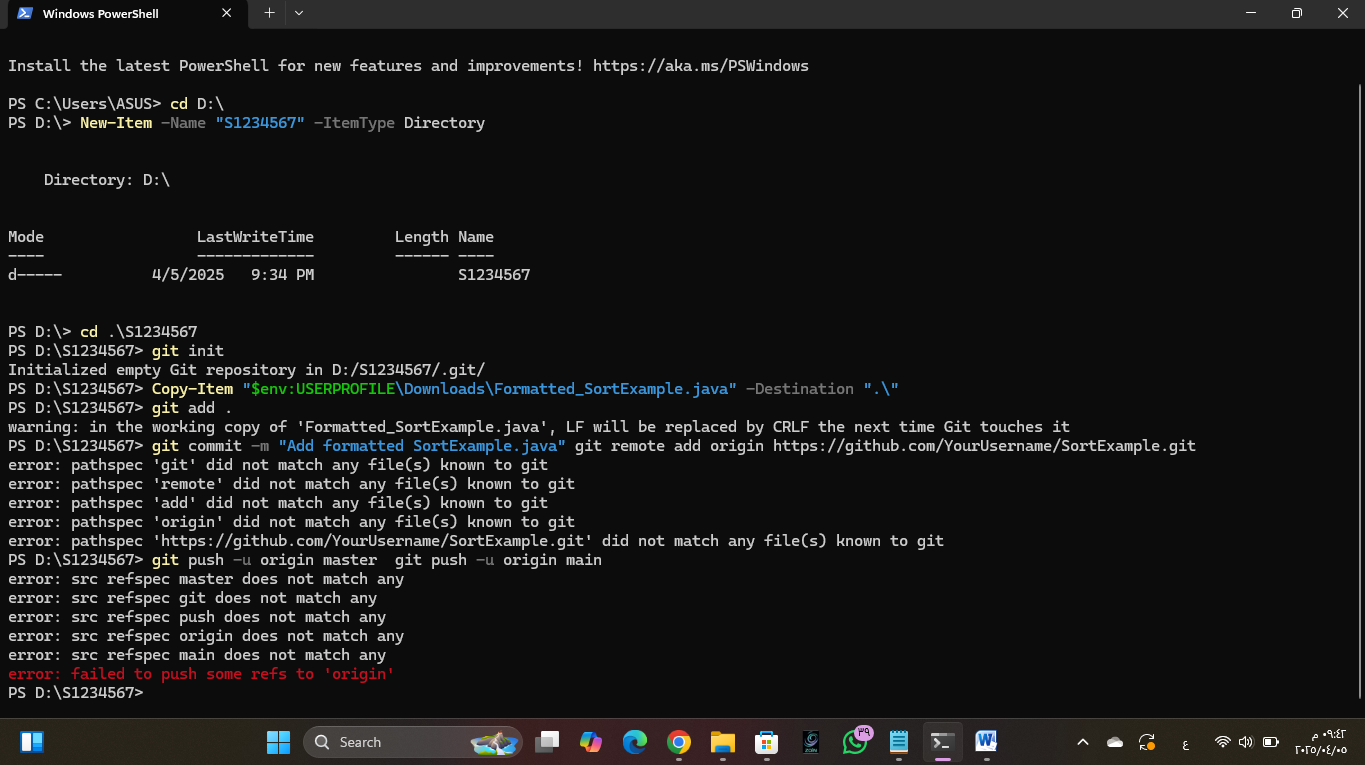 Windows PowerShell
Install the latest PowerShell for new features and improvements! https://aka.ms/PSWindows
PS C:\Users\ASUS> cd D:\
PS D:\> New-Item -Name "S1234567" -ItemType Directory
Directory: D:\
Mode LastWriteTime Length Name
---- ------------- ------ ----
d----- 4/5/2025 9:34 PM S1234567
PS D:\> cd .\S1234567
PS D:\S1234567> git init
Initialized empty Git repository in D:/S1234567/.git/
PS D:\S1234567> Copy-Item "$env:USERPROFILE\Downloads\Formatted_SortExample.java" -Destination ".\"
PS D:\S1234567> git add .
warning: in the working copy of 'Formatted_SortExample.java', LF will be replaced by CRLF the next time Git touches it
PS D:\S1234567> git commit -m "Add formatted SortExample.java" git remote add origin https://github.com/YourUsername/SortExample.git
error: pathspec 'git' did not match any file(s) known to git
error: pathspec 'remote' did not match any file(s) known to git
error: pathspec 'add' did not match any file(s) known to git
error: pathspec 'origin' did not match any file(s) known to git
error: pathspec 'https://github.com/YourUsername/SortExample.git' did not match any file(s) known to git
PS D:\S1234567> git push -u origin master  git push -u origin main
error: src refspec master does not match any
error: src refspec git does not match any
error: src refspec push does not match any
error: src refspec origin does not match any
error: src refspec main does not match any
error: failed to push some refs to 'origin'
PS D:\S1234567>
Search
٣٩
ع
٠٩:٤٢ م
٢٠٢٥/٠٤/٠٥